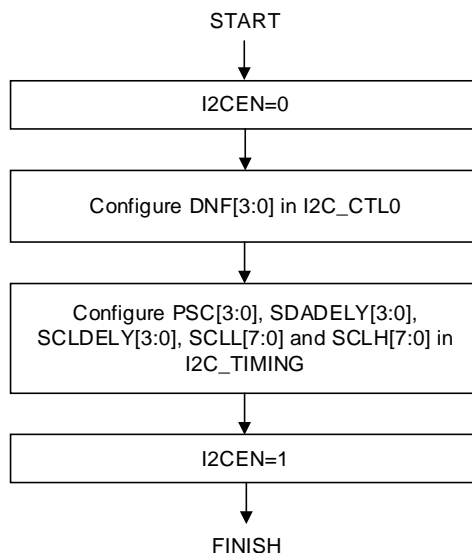 START
I2CEN=0
Configure DNF[3:0] in I2C_CTL0
Configure PSC[3:0], SDADELY[3:0],
SCLDELY[3:0], SCLL[7:0] and SCLH[7:0] in
I2C_TIMING
I2CEN=1
FINISH